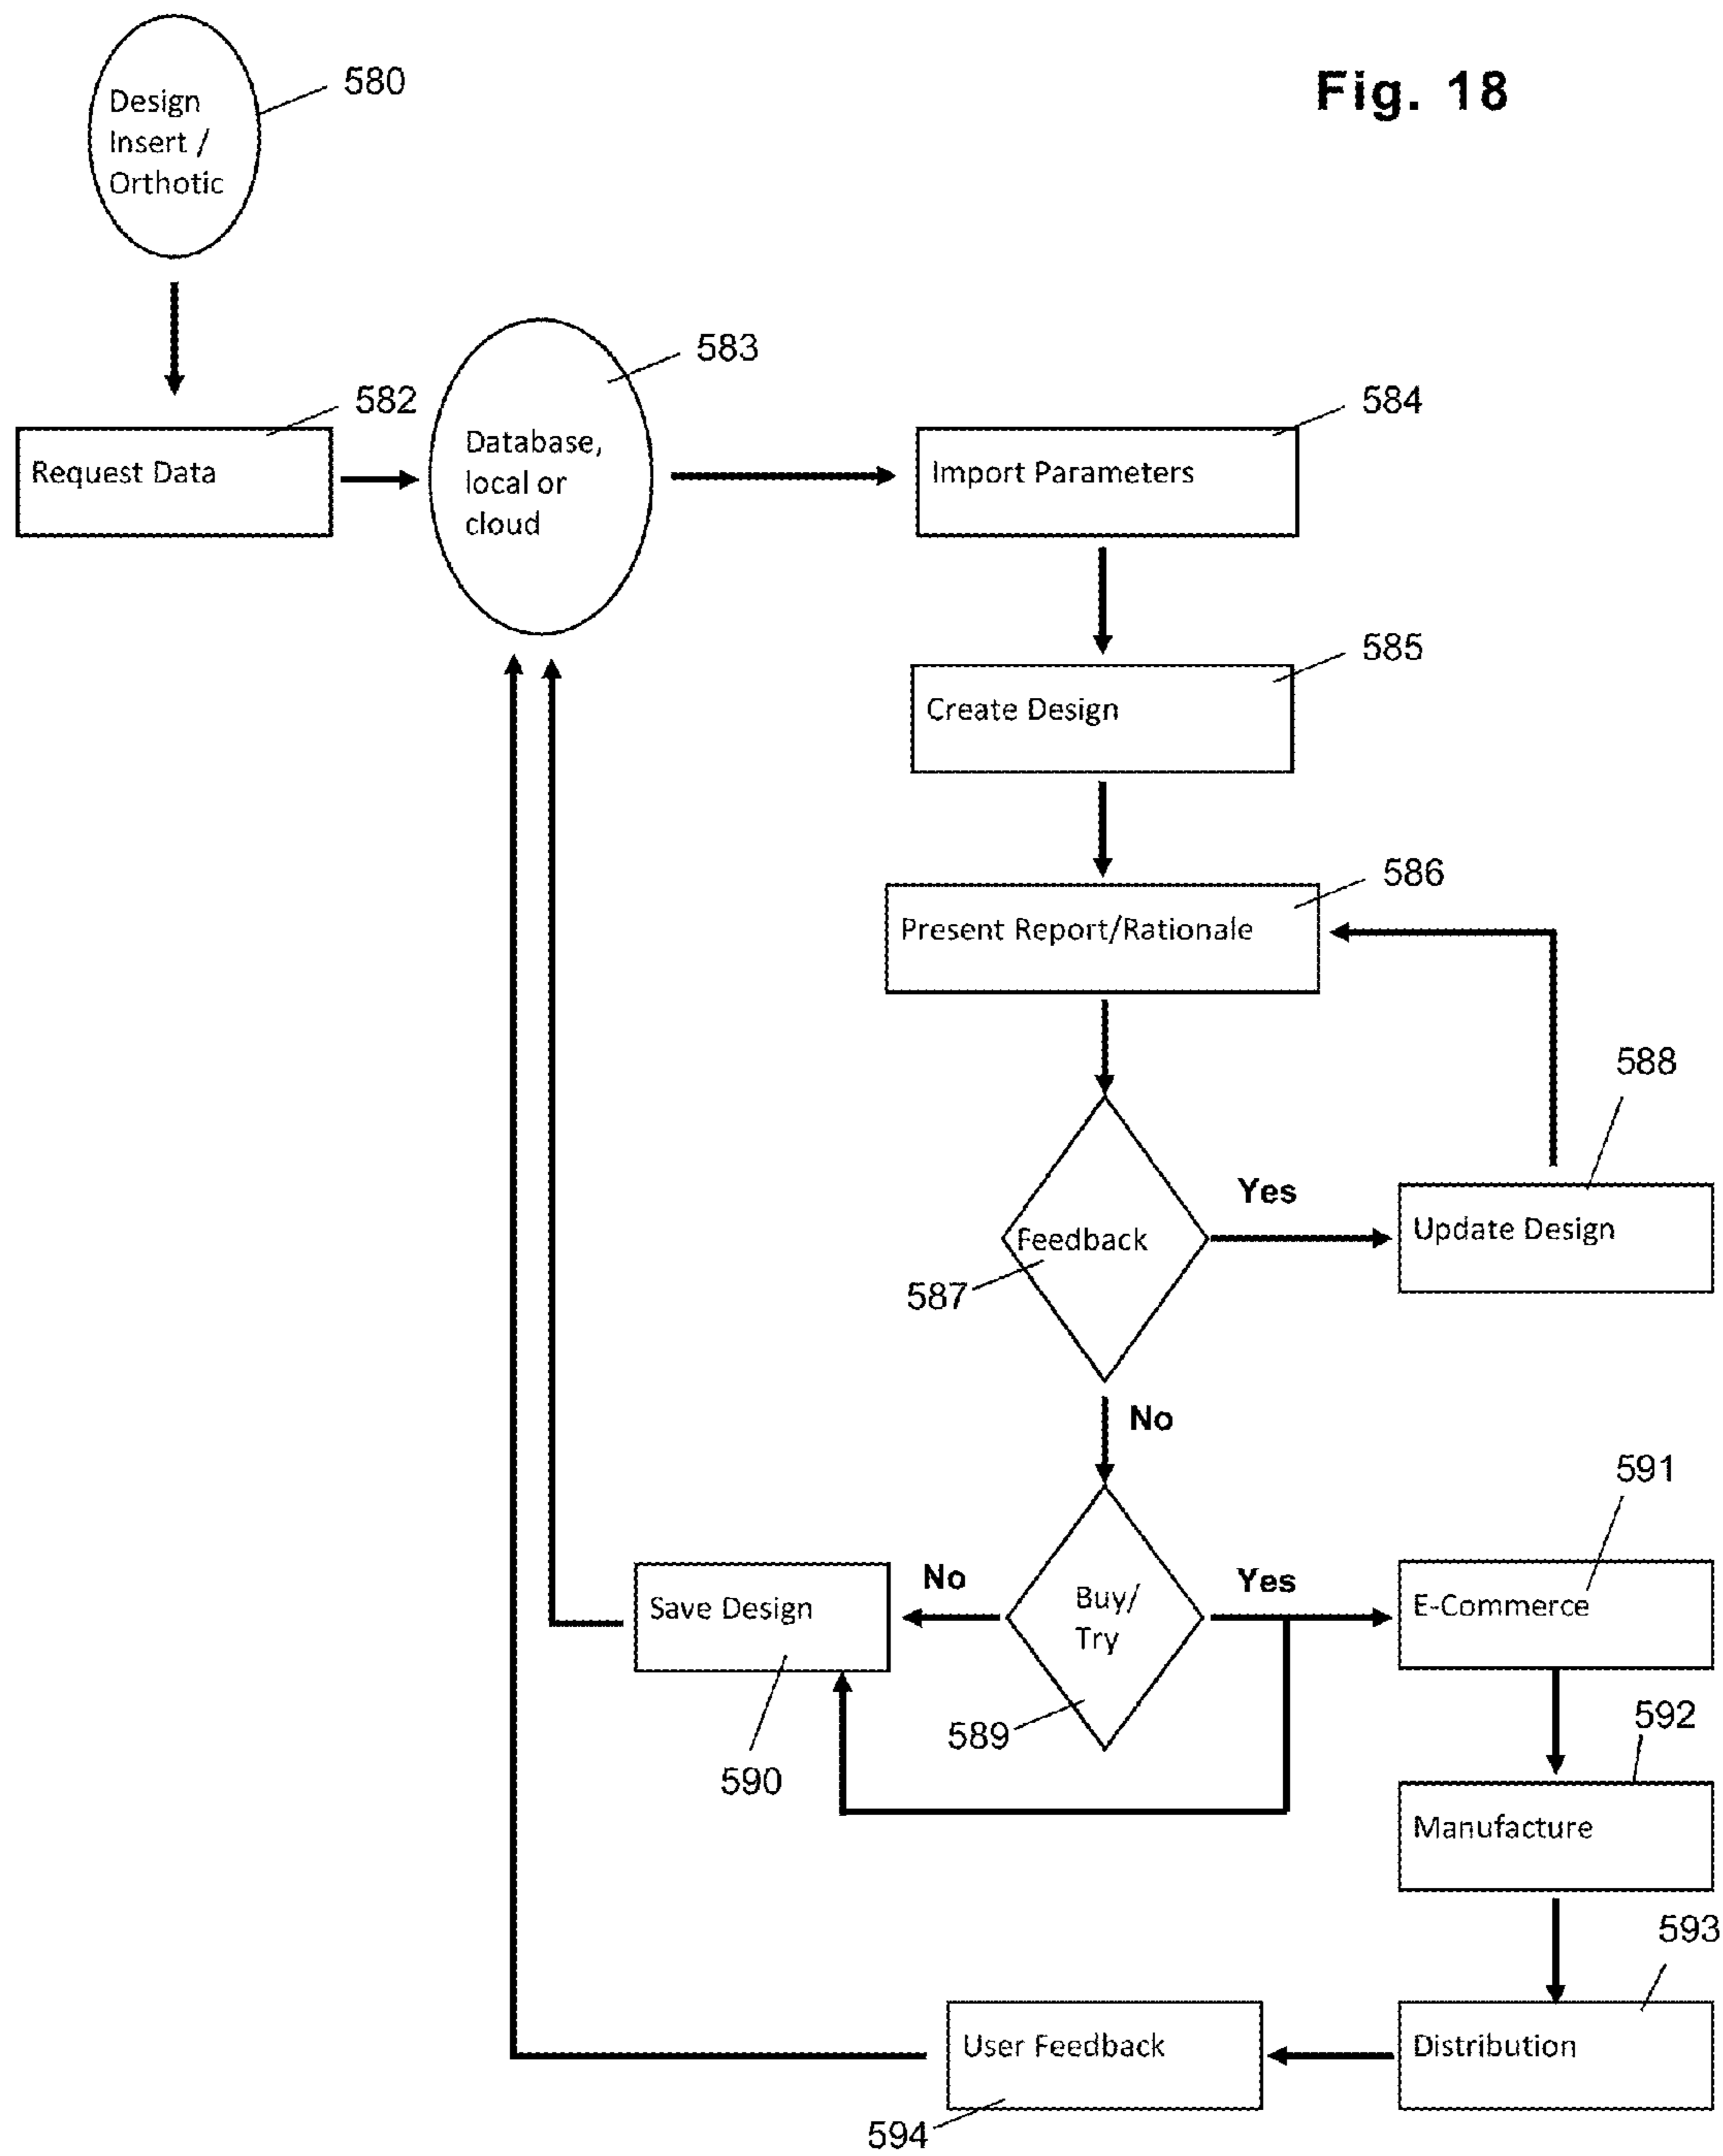 Fig. 18
580
Design
Insert /
Orthotic
583
582
584
Request Data
Database,
local or
cloud
Import Parameters
585
Create Design
586
Present Report/Rationale
588
Yes
Feedback
Update Design
587
No
591
No
Yes
Save Design
Buy/
Try
E-Commerce
589
590
592
Manufacture
593
User Feedback
Distribution
594